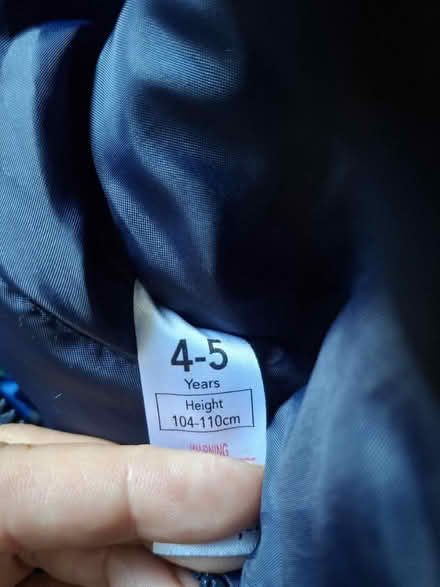 4-5
Years
Height
104-110cm
WARNING